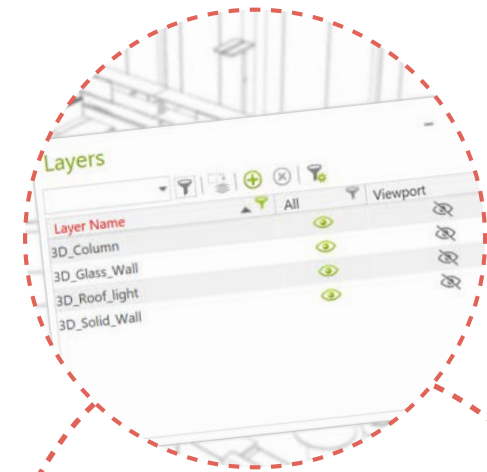 Layers
Layer Name All Viewport
3D_Column
3D_Glass_Wall
3D_Roof_light
3D_Solid_Wall